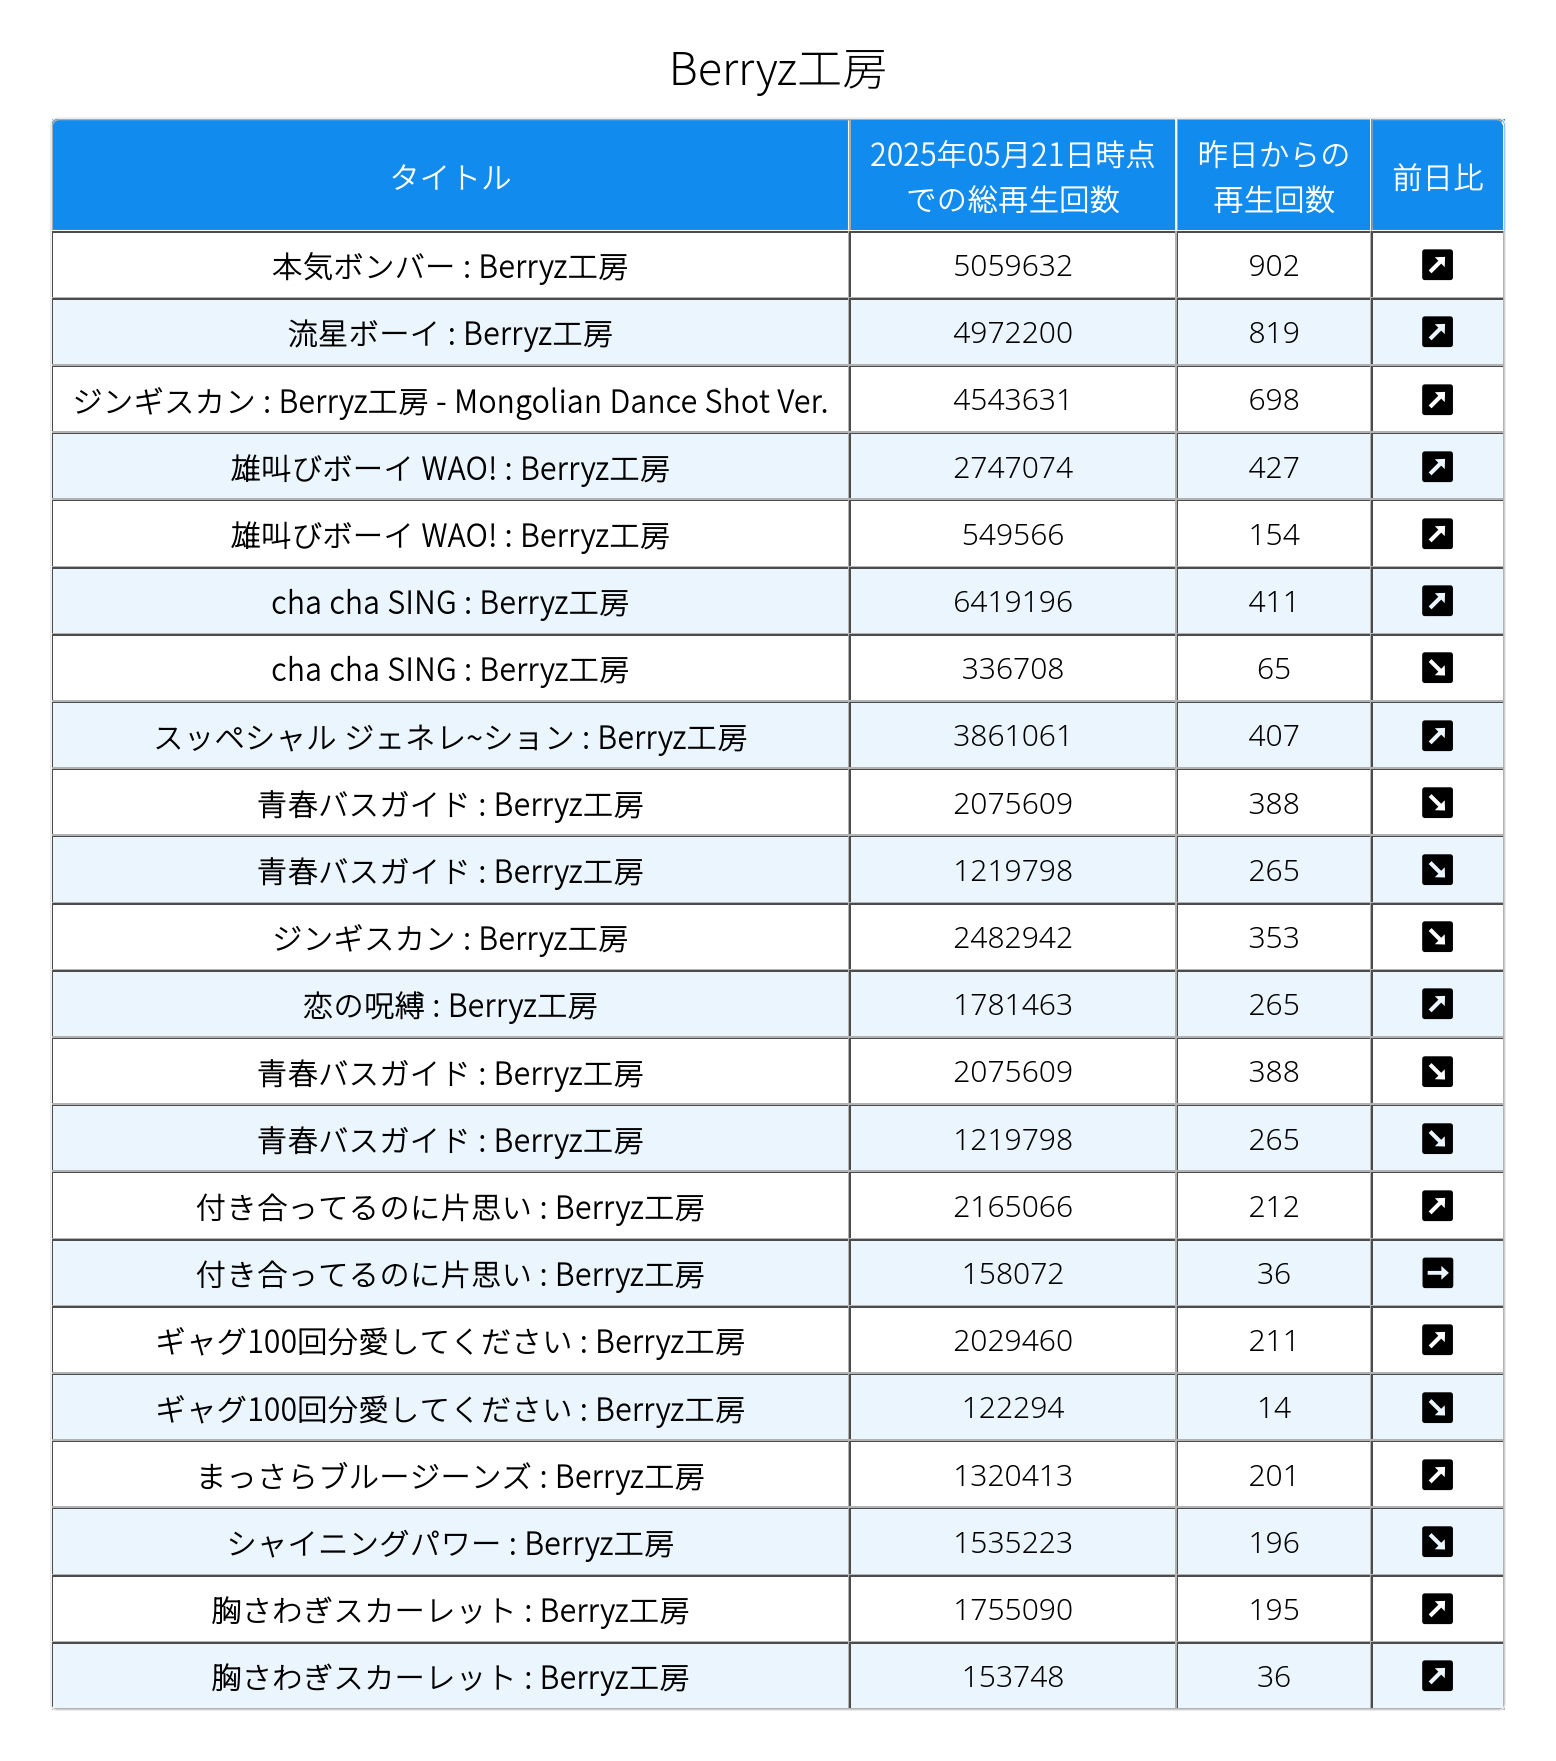 Berryz工房
タイトル
2025年05月21日時点
での総再生回数
昨日からの
再生回数
前日比
本気ボンバー : Berryz工房 5059632 902 ↗
流星ボーイ : Berryz工房 4972200 819 ↗
ジンギスカン : Berryz工房 - Mongolian Dance Shot Ver. 4543631 698 ↗
雄叫びボーイ WAO! : Berryz工房 2747074 427 ↗
雄叫びボーイ WAO! : Berryz工房 549566 154 ↗
cha cha SING : Berryz工房 6419196 411 ↗
cha cha SING : Berryz工房 336708 65 ↘
スッペシャル ジェネレ~ション : Berryz工房 3861061 407 ↗
青春バスガイド : Berryz工房 2075609 388 ↘
青春バスガイド : Berryz工房 1219798 265 ↘
ジンギスカン : Berryz工房 2482942 353 ↘
恋の呪縛 : Berryz工房 1781463 265 ↗
青春バスガイド : Berryz工房 2075609 388 ↘
青春バスガイド : Berryz工房 1219798 265 ↘
付き合ってるのに片思い : Berryz工房 2165066 212 ↗
付き合ってるのに片思い : Berryz工房 158072 36 →
ギャグ100回分愛してください : Berryz工房 2029460 211 ↗
ギャグ100回分愛してください : Berryz工房 122294 14 ↘
まっさらブルージーンズ : Berryz工房 1320413 201 ↗
シャイニングパワー : Berryz工房 1535223 196 ↘
胸さわぎスカーレット : Berryz工房 1755090 195 ↗
胸さわぎスカーレット : Berryz工房 153748 36 ↗